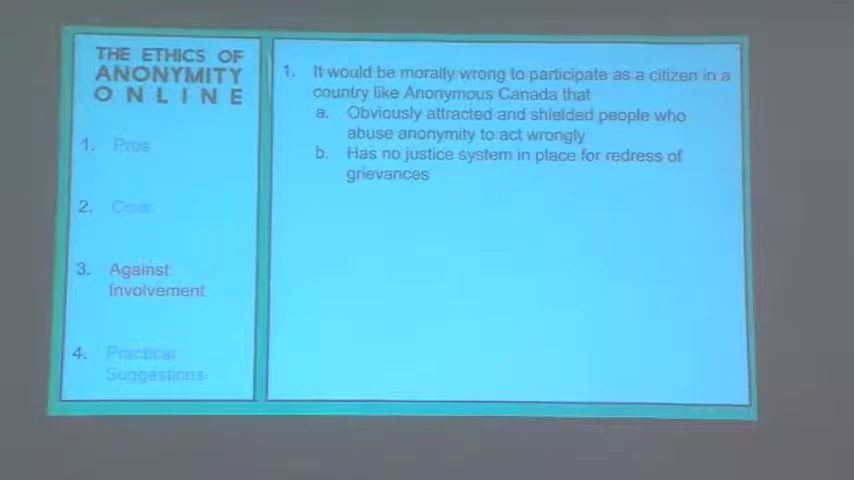 THE ETHICS OF
ANONYMITY
ONLINE
1. Pros
2. Cons
3. Against
Involvement
4. Practical
Suggestions
1. It would be morally wrong to participate as a citizen in a
country like Anonymous Canada that
a. Obviously attracted and shielded people who
abuse anonymity to act wrongly
b. Has no justice system in place for redress of
grievances